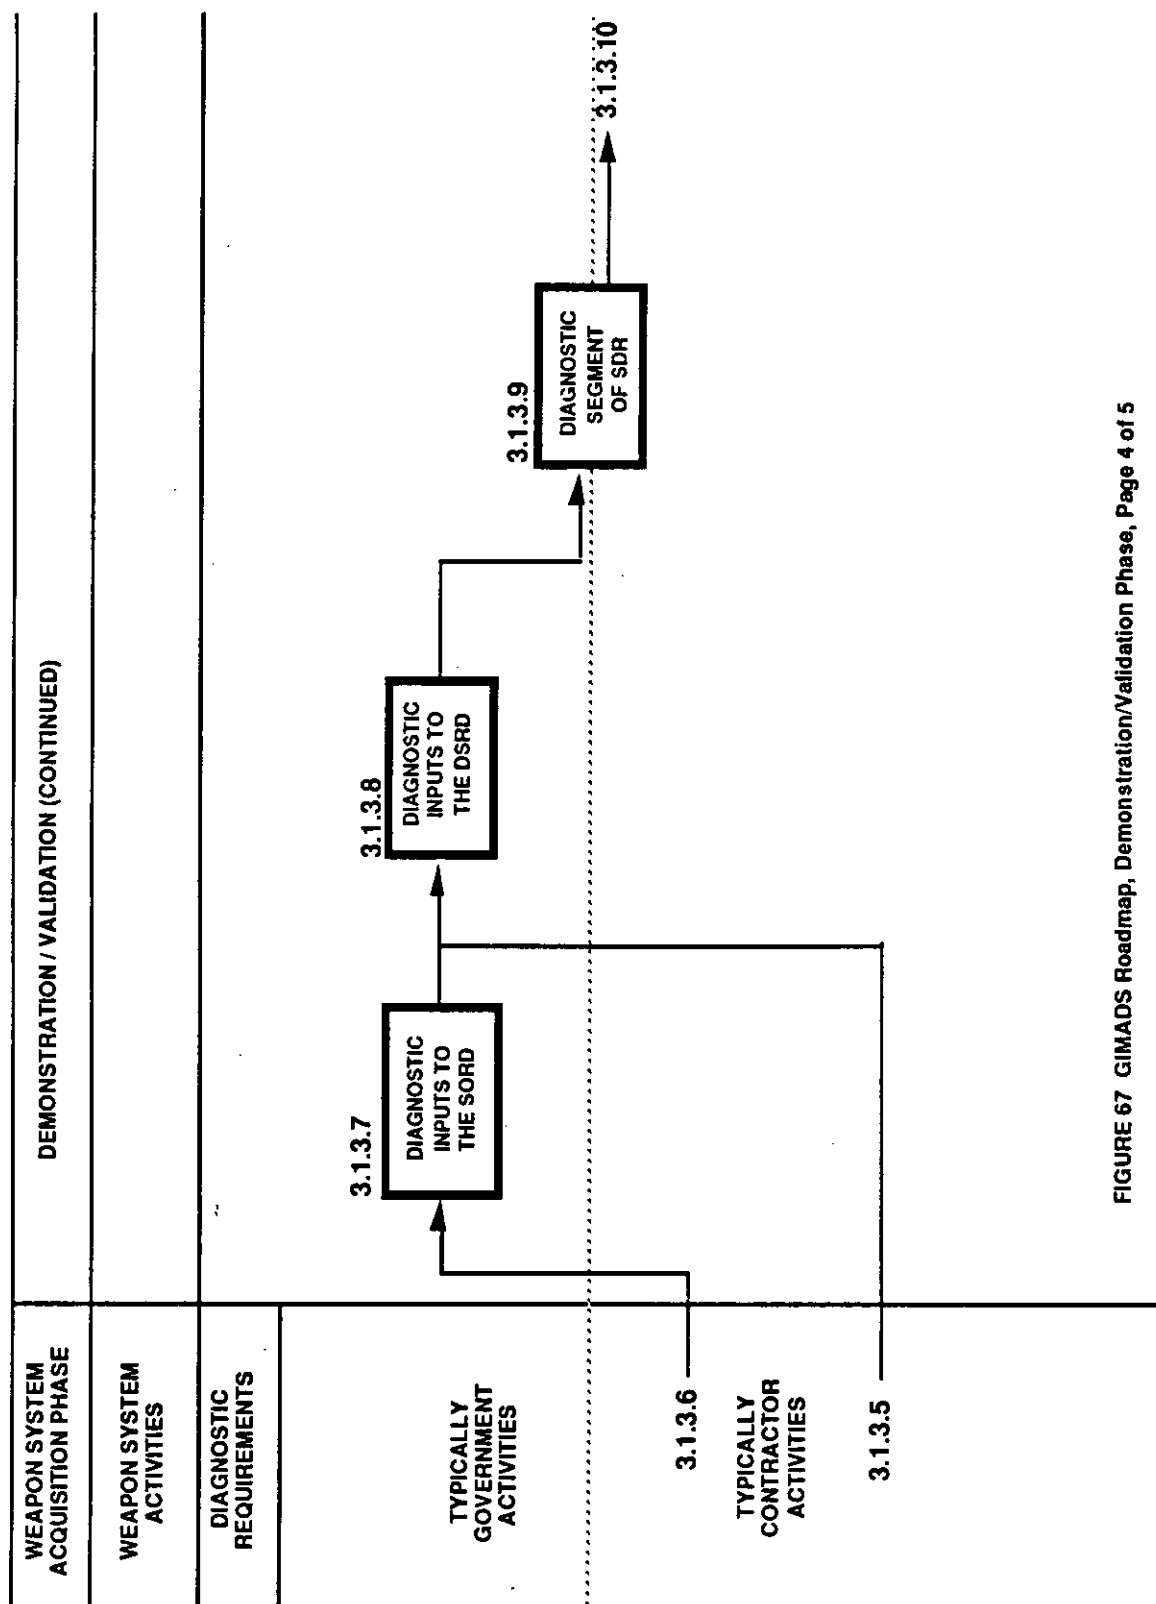 WEAPON SYSTEM
ACQUISITION PHASE
DEMONSTRATION / VALIDATION (CONTINUED)
WEAPON SYSTEM
ACTIVITIES
DIAGNOSTIC
REQUIREMENTS
TYPICALLY
GOVERNMENT
ACTIVITIES
3.1.3.7
DIAGNOSTIC
INPUTS TO
THE SORD
3.1.3.8
DIAGNOSTIC
INPUTS TO
THE DSRD
3.1.3.9
DIAGNOSTIC
SEGMENT
OF SDR
3.1.3.10
3.1.3.6
TYPICALLY
CONTRACTOR
ACTIVITIES
3.1.3.5
FIGURE 67 GIMADS Roadmap, Demonstration/Validation Phase, Page 4 of 5